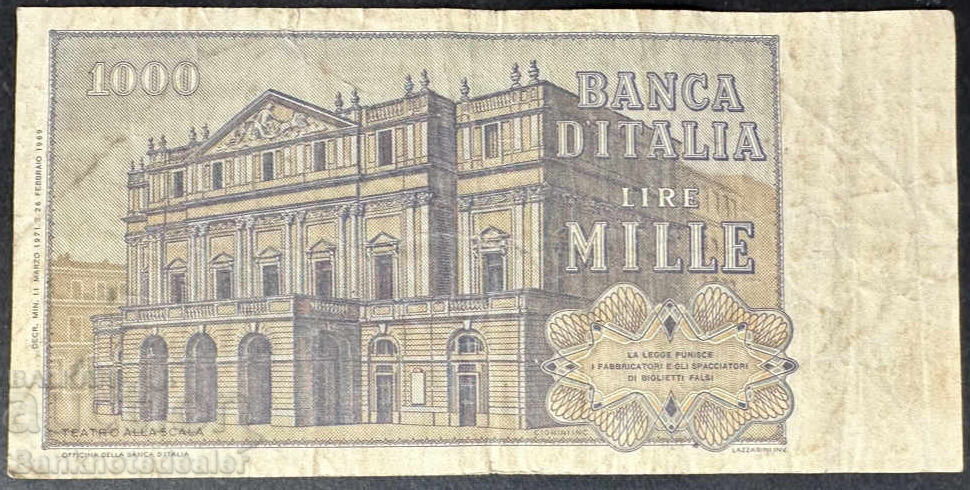 1000
BANCA
D'ITALIA
LIRE
MILLE
DECR. MIN. 11 MARZO 1971 E 26 FEBBRAIO 1969
LA LEGGE PUNISCE
I FABBRICATORI E GLI SPACCIATORI
DI BIGLIETTI FALSI
TEATRO ALLA SCALA
OFFICINA DELLA BANCA D'ITALIA
LAZZARINI INV.
Banknotedealer